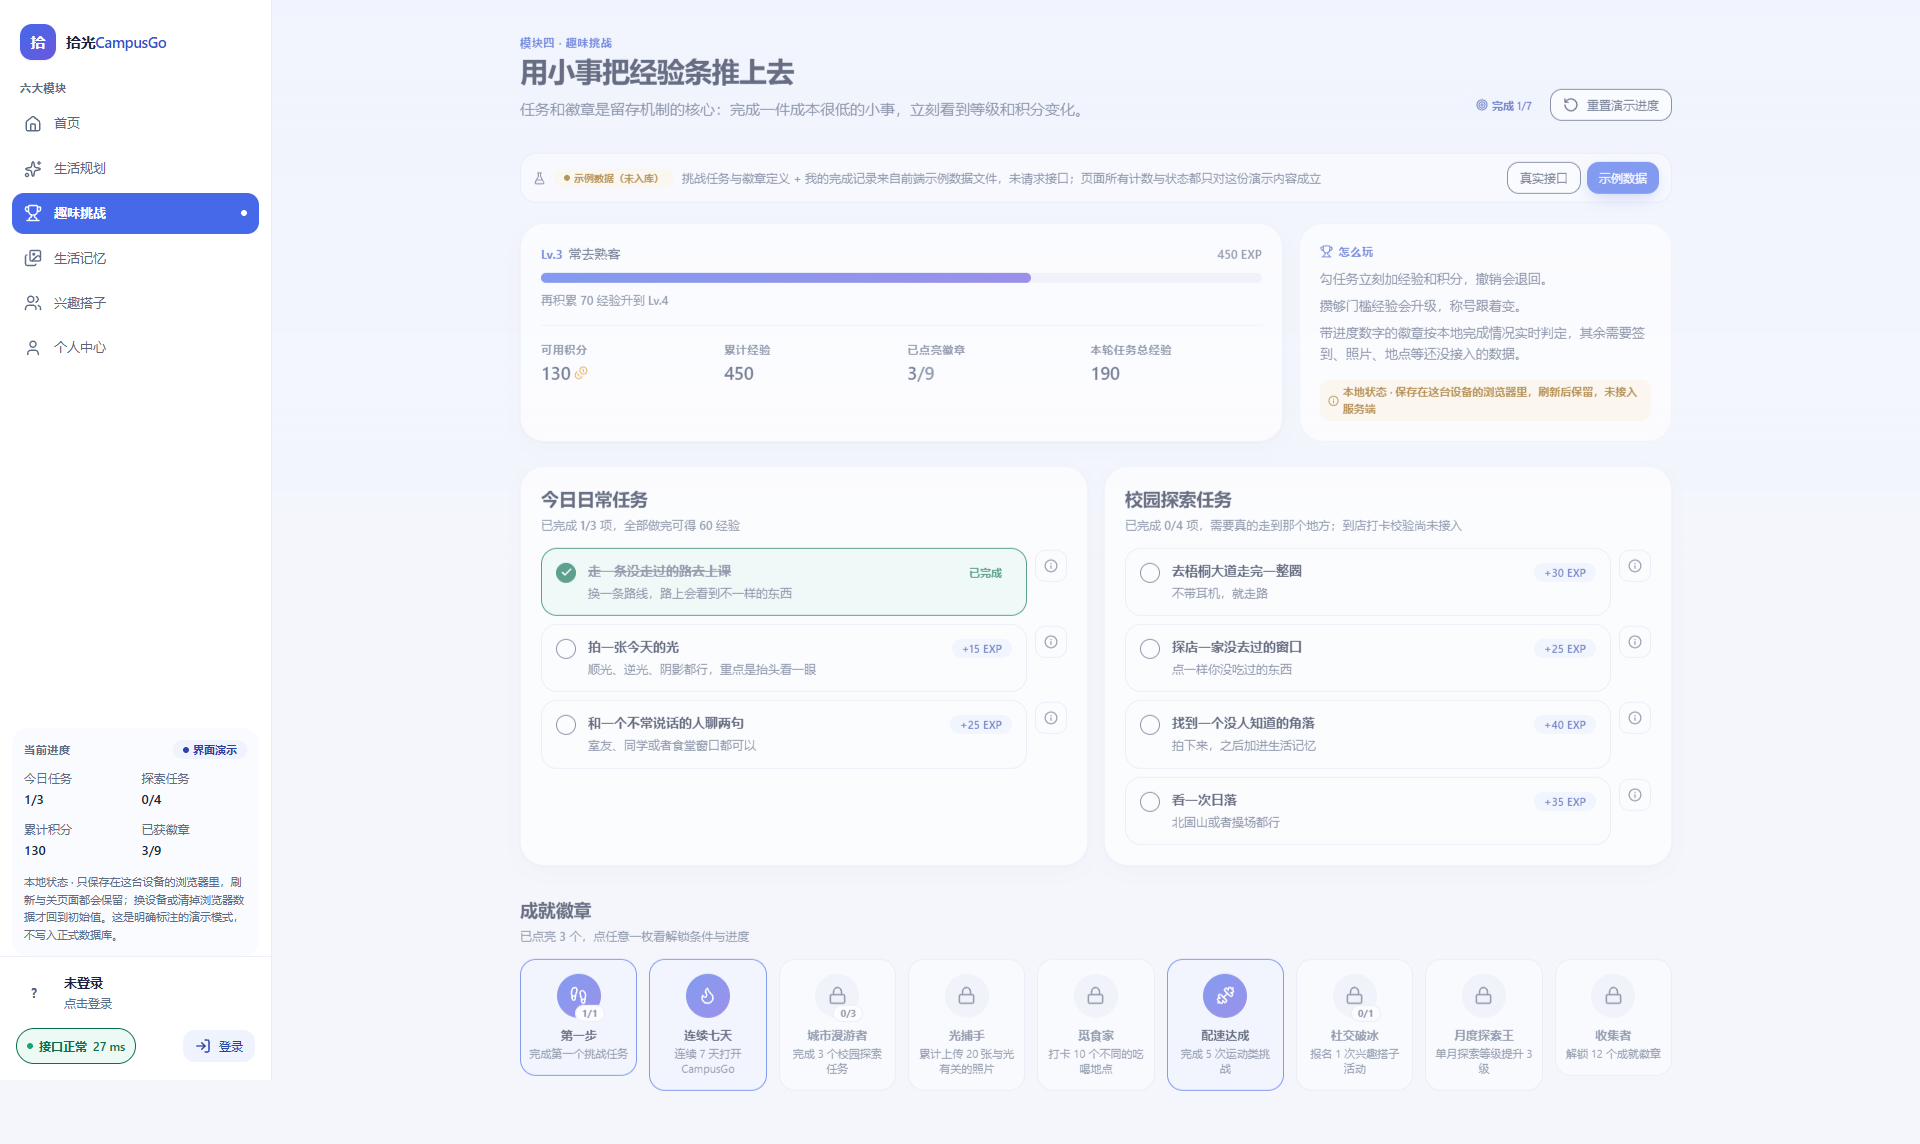 拾 拾光CampusGo
六大模块
首页
生活规划
趣味挑战
生活记忆
兴趣搭子
个人中心
当前进度 界面演示
今日任务 探索任务
1/3 0/4
累计积分 已获徽章
130 3/9
本地状态 · 只保存在这台设备的浏览器里，刷
新与关页面都会保留；换设备或清掉浏览器数
据才回到初始值。这是明确标注的演示模式，
不写入正式数据库。
? 未登录
点击登录
接口正常 27 ms 登录
模块四 · 趣味挑战
用小事把经验条推上去
任务和徽章是留存机制的核心：完成一件成本很低的小事，立刻看到等级和积分变化。
完成 1/7 重置演示进度
示例数据（未入库） 挑战任务与徽章定义 + 我的完成记录来自前端示例数据文件，未请求接口；页面所有计数与状态都只对这份演示内容成立 真实接口 示例数据
Lv.3 常去熟客 450 EXP
再积累 70 经验升到 Lv.4
可用积分 累计经验 已点亮徽章 本轮任务总经验
130 450 3/9 190
怎么玩
勾任务立刻加经验和积分，撤销会退回。
攒够门槛经验会升级，称号跟着变。
带进度数字的徽章按本地完成情况实时判定，其余需要签
到、照片、地点等还没接入的数据。
本地状态 · 保存在这台设备的浏览器里，刷新后保留，未接入
服务端
今日日常任务
已完成 1/3 项，全部做完可得 60 经验
走一条没走过的路去上课 已完成
换一条路线，路上会看到不一样的东西
拍一张今天的光 +15 EXP
顺光、逆光、阴影都行，重点是抬头看一眼
和一个不常说话的人聊两句 +25 EXP
室友、同学或者食堂窗口都可以
校园探索任务
已完成 0/4 项，需要真的走到那个地方；到店打卡校验尚未接入
去梧桐大道走完一整圈 +30 EXP
不带耳机，就走路
探店一家没去过的窗口 +25 EXP
点一样你没吃过的东西
找到一个没人知道的角落 +40 EXP
拍下来，之后加进生活记忆
看一次日落 +35 EXP
北固山或者操场都行
成就徽章
已点亮 3 个，点任意一枚看解锁条件与进度
1/1
第一步
完成第一个挑战任务
连续七天
连续 7 天打开
CampusGo
0/3
城市漫游者
完成 3 个校园探索
任务
光捕手
累计上传 20 张与光
有关的照片
觅食家
打卡 10 个不同的吃
喝地点
配速达成
完成 5 次运动类挑
战
0/1
社交破冰
报名 1 次兴趣搭子
活动
月度探索王
单月探索等级提升 3
级
收集者
解锁 12 个成就徽章